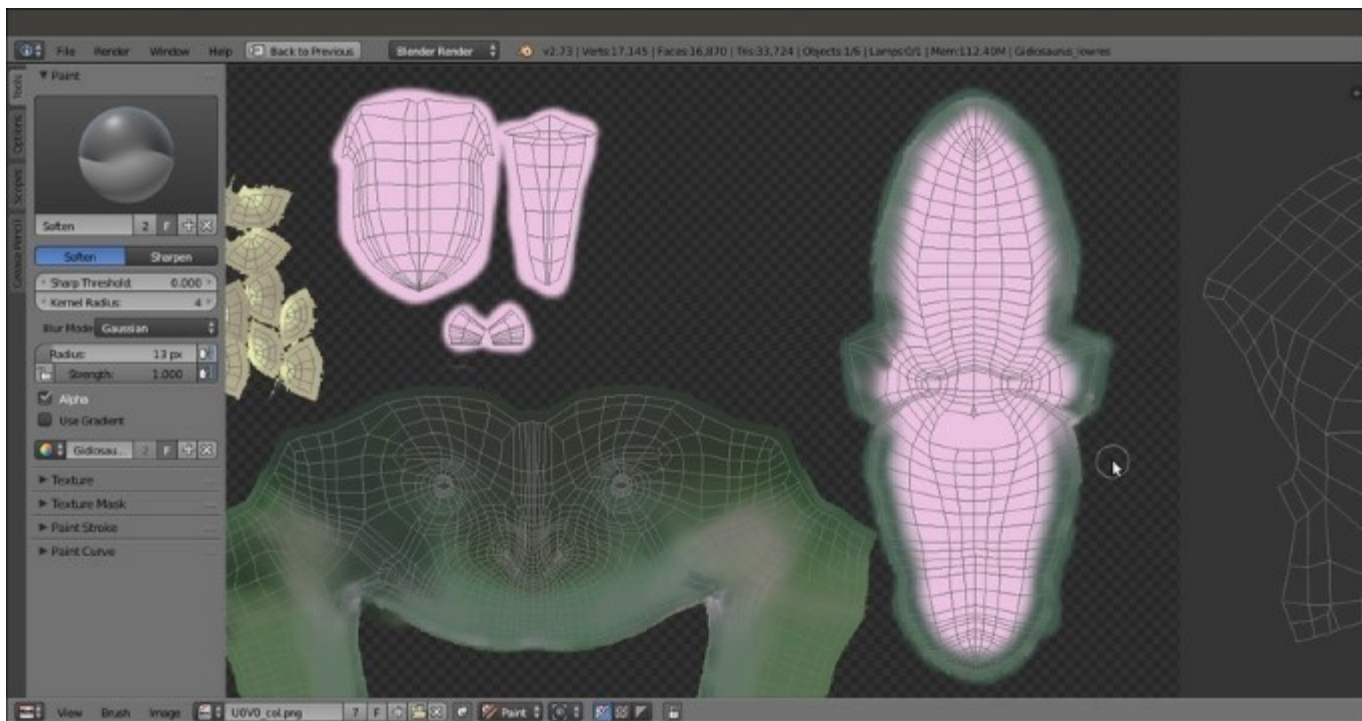 File Render Window Help Back to Previous Blender Render v2.73 | Verts:17,145 | Faces:16,870 | Tris:33,724 | Objects:1/6 | Lamps:0/1 | Mem:112.40M | Gidiosaurus_lowres
Tools
Options
Scopes
Grease Pencil
Paint
Soften 2 F
Soften Sharpen
Sharp Threshold: 0.000
Kernel Radius: 4
Blur Mode Gaussian
Radius: 13 px
Strength: 1.000
Alpha
Use Gradient
Gidiosau... 2 F
Texture
Texture Mask
Paint Stroke
Paint Curve
View Brush Image U0V0_col.png 7 F Paint